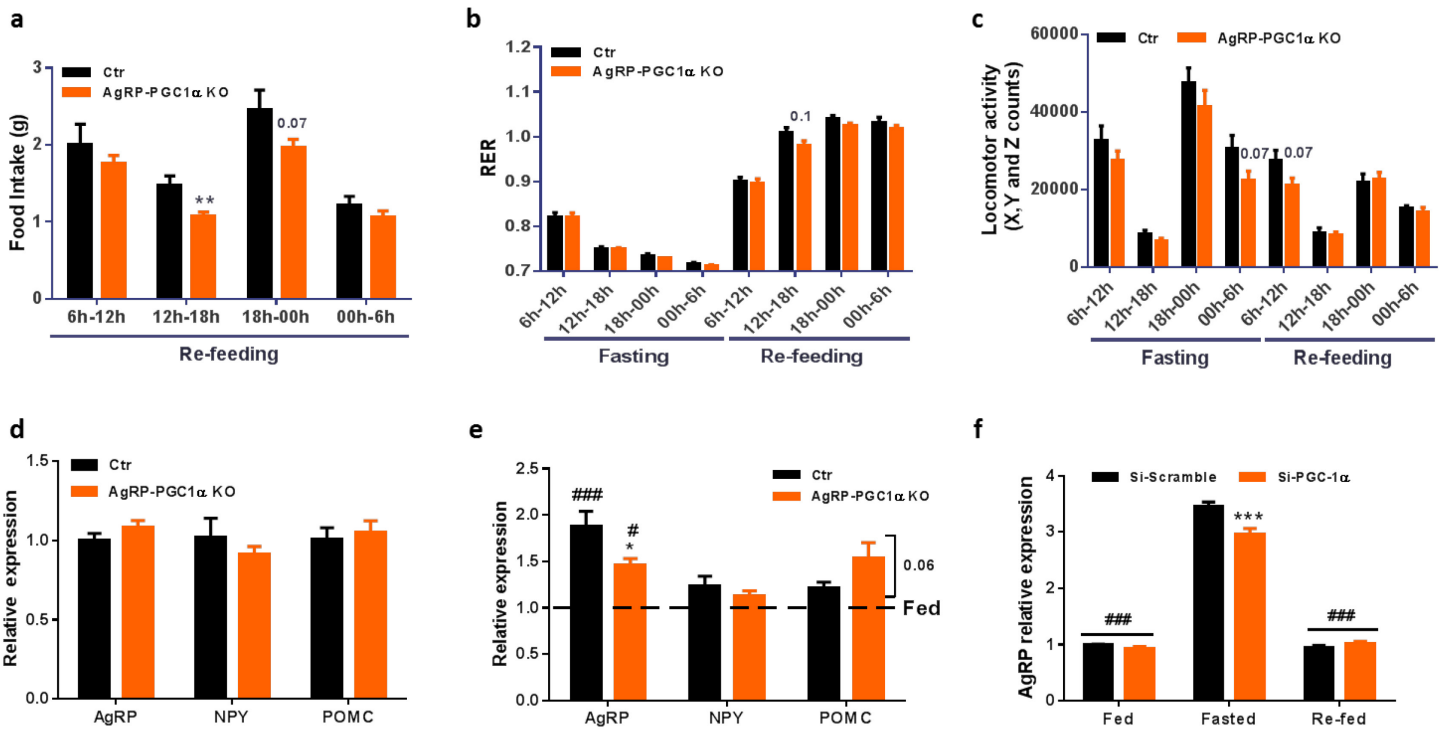 a
Ctr
AgRP-PGC1α KO
Food Intake (g)
3
2
1
0
**
0.07
6h-12h 12h-18h 18h-00h 00h-6h
Re-feeding
b
Ctr
AgRP-PGC1α KO
RER
1.2
1.1
1.0
0.9
0.8
0.7
0.1
6h-12h 12h-18h 18h-00h 00h-6h 6h-12h 12h-18h 18h-00h 00h-6h
Fasting Re-feeding
c
Ctr AgRP-PGC1α KO
Locomotor activity
(X,Y and Z counts)
60000
40000
20000
0
0.07 0.07
6h-12h 12h-18h 18h-00h 00h-6h 6h-12h 12h-18h 18h-00h 00h-6h
Fasting Re-feeding
d
Ctr
AgRP-PGC1α KO
Relative expression
1.5
1.0
0.5
0.0
AgRP NPY POMC
e
Ctr
AgRP-PGC1α KO
Relative expression
2.5
2.0
1.5
1.0
0.5
0.0
###
#
*
0.06
Fed
AgRP NPY POMC
f
Si-Scramble Si-PGC-1α
AgRP relative expression
4
3
2
1
0
###
***
###
Fed Fasted Re-fed